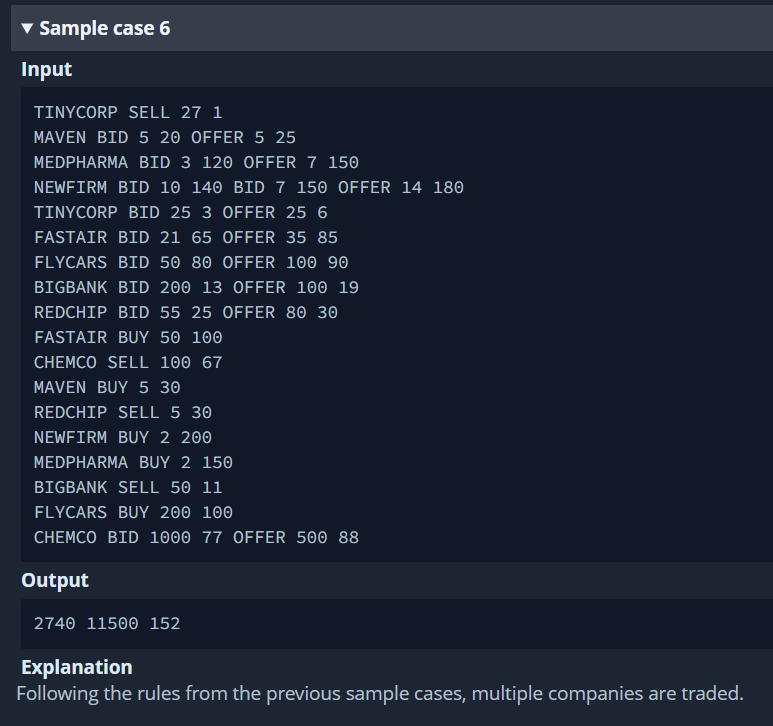 ▼ Sample case 6
Input
TINYCORP SELL 27 1
MAVEN BID 5 20 OFFER 5 25
MEDPHARMA BID 3 120 OFFER 7 150
NEWFIRM BID 10 140 BID 7 150 OFFER 14 180
TINYCORP BID 25 3 OFFER 25 6
FASTAIR BID 21 65 OFFER 35 85
FLYCARS BID 50 80 OFFER 100 90
BIGBANK BID 200 13 OFFER 100 19
REDCHIP BID 55 25 OFFER 80 30
FASTAIR BUY 50 100
CHEMCO SELL 100 67
MAVEN BUY 5 30
REDCHIP SELL 5 30
NEWFIRM BUY 2 200
MEDPHARMA BUY 2 150
BIGBANK SELL 50 11
FLYCARS BUY 200 100
CHEMCO BID 1000 77 OFFER 500 88
Output
2740 11500 152
Explanation
Following the rules from the previous sample cases, multiple companies are traded.